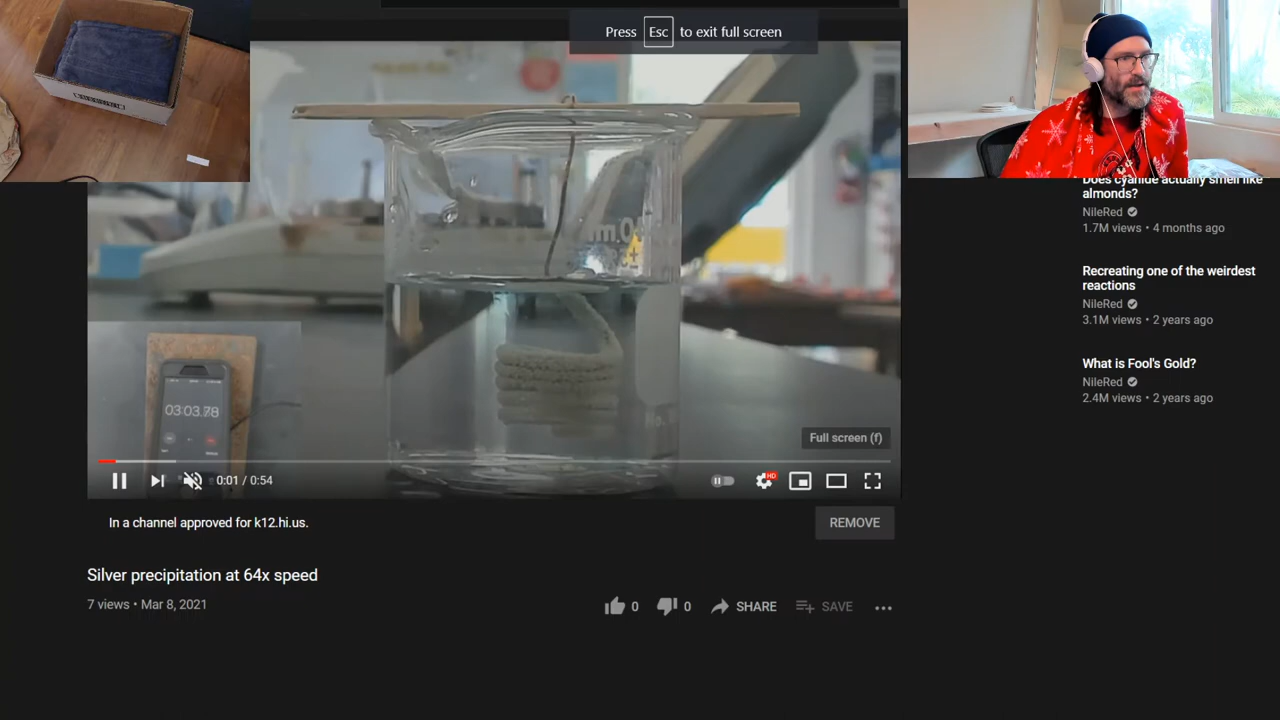 Press Esc to exit full screen
03:03.78
Full screen (f)
0:01 / 0:54
HD
In a channel approved for k12.hi.us.
REMOVE
Silver precipitation at 64x speed
7 views • Mar 8, 2021
0
0
SHARE
SAVE
Does cyanide actually smell like
almonds?
NileRed
1.7M views • 4 months ago
Recreating one of the weirdest
reactions
NileRed
3.1M views • 2 years ago
What is Fool's Gold?
NileRed
2.4M views • 2 years ago